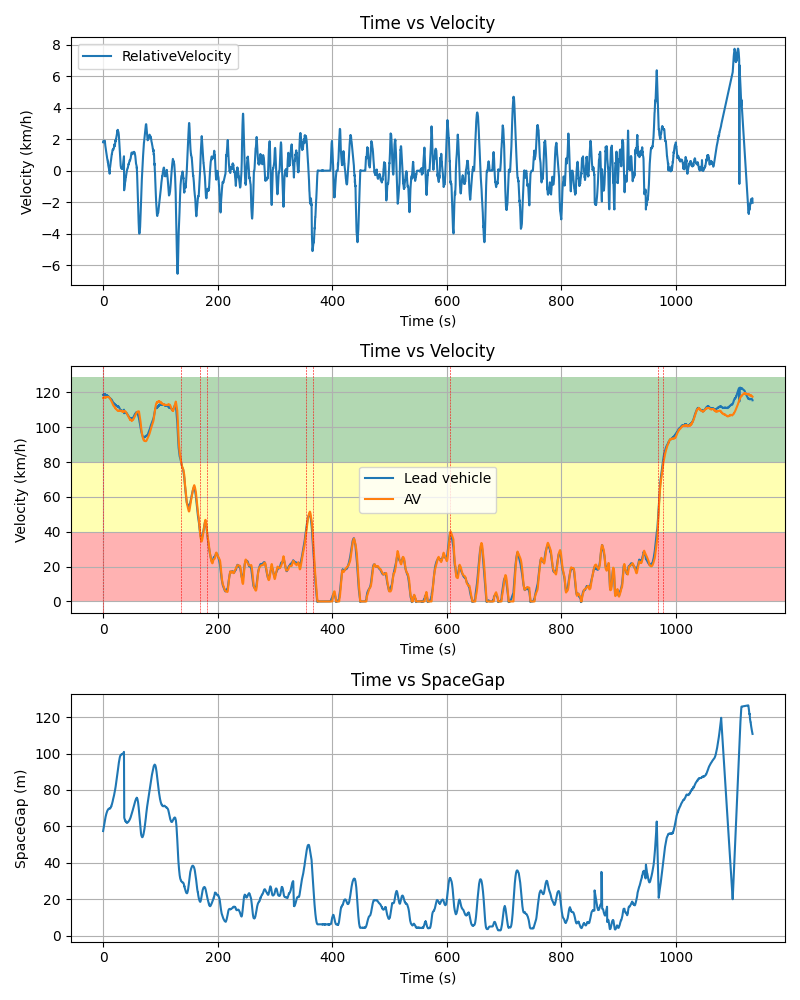 Time vs Velocity
8
6
4
2
0
−2
−4
−6
Velocity (km/h)
RelativeVelocity
0 200 400 600 800 1000
Time (s)
Time vs Velocity
120
100
80
60
40
20
0
Velocity (km/h)
Lead vehicle
AV
0 200 400 600 800 1000
Time (s)
Time vs SpaceGap
120
100
80
60
40
20
0
SpaceGap (m)
0 200 400 600 800 1000
Time (s)